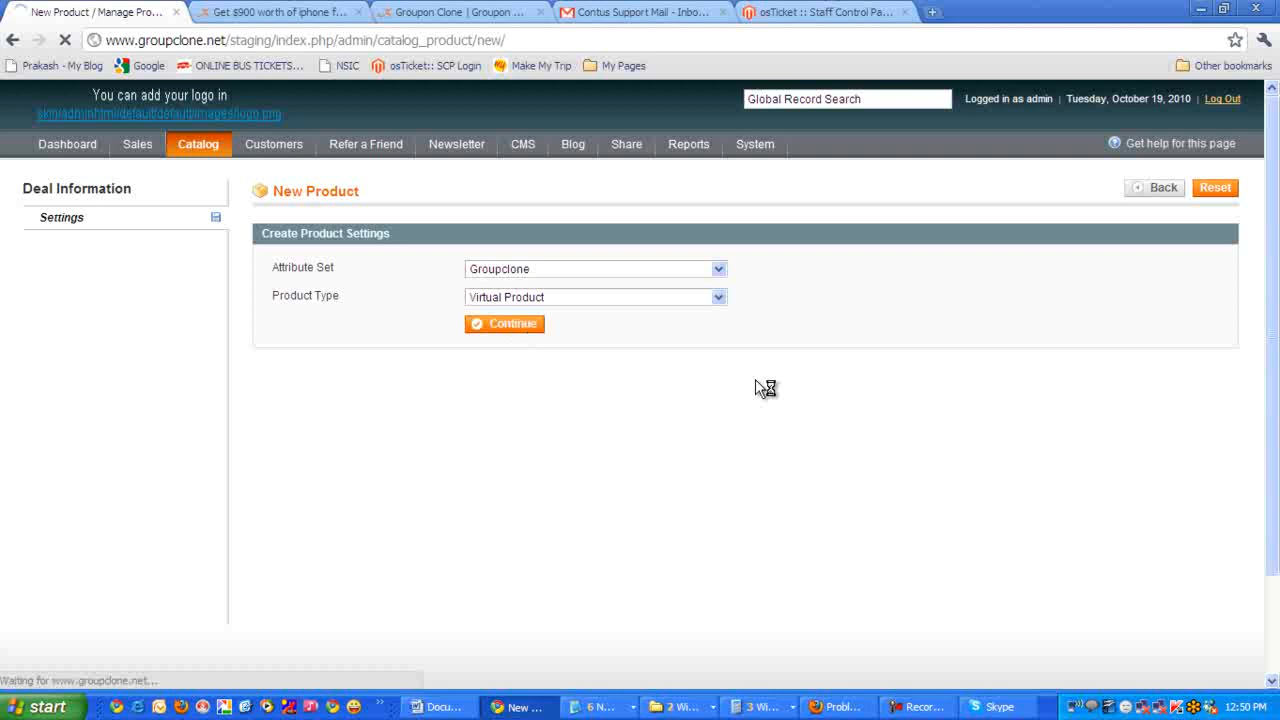 New Product / Manage Pro...
Get $900 worth of iphone f...
Groupon Clone | Groupon ...
Contus Support Mail - Inbo...
osTicket :: Staff Control Pa...
www.groupclone.net/staging/index.php/admin/catalog_product/new/
Prakash - My Blog
Google
ONLINE BUS TICKETS...
NSIC
osTicket:: SCP Login
Make My Trip
My Pages
Other bookmarks
You can add your logo in
skin\adminhtml\default\default\images\logo.png
Global Record Search
Logged in as admin | Tuesday, October 19, 2010 | Log Out
Dashboard
Sales
Catalog
Customers
Refer a Friend
Newsletter
CMS
Blog
Share
Reports
System
Get help for this page
Deal Information
Settings
New Product
Back
Reset
Create Product Settings
Attribute Set
Groupclone
Product Type
Virtual Product
Continue
Waiting for www.groupclone.net...
start
Docu...
New ...
6 N...
2 Wi...
3 Wi...
Probl...
Recor...
Skype
12:50 PM